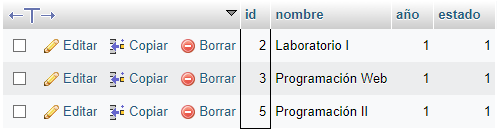 id nombre año estado
Editar Copiar Borrar 2 Laboratorio I 1 1
Editar Copiar Borrar 3 Programación Web 1 1
Editar Copiar Borrar 5 Programación II 1 1